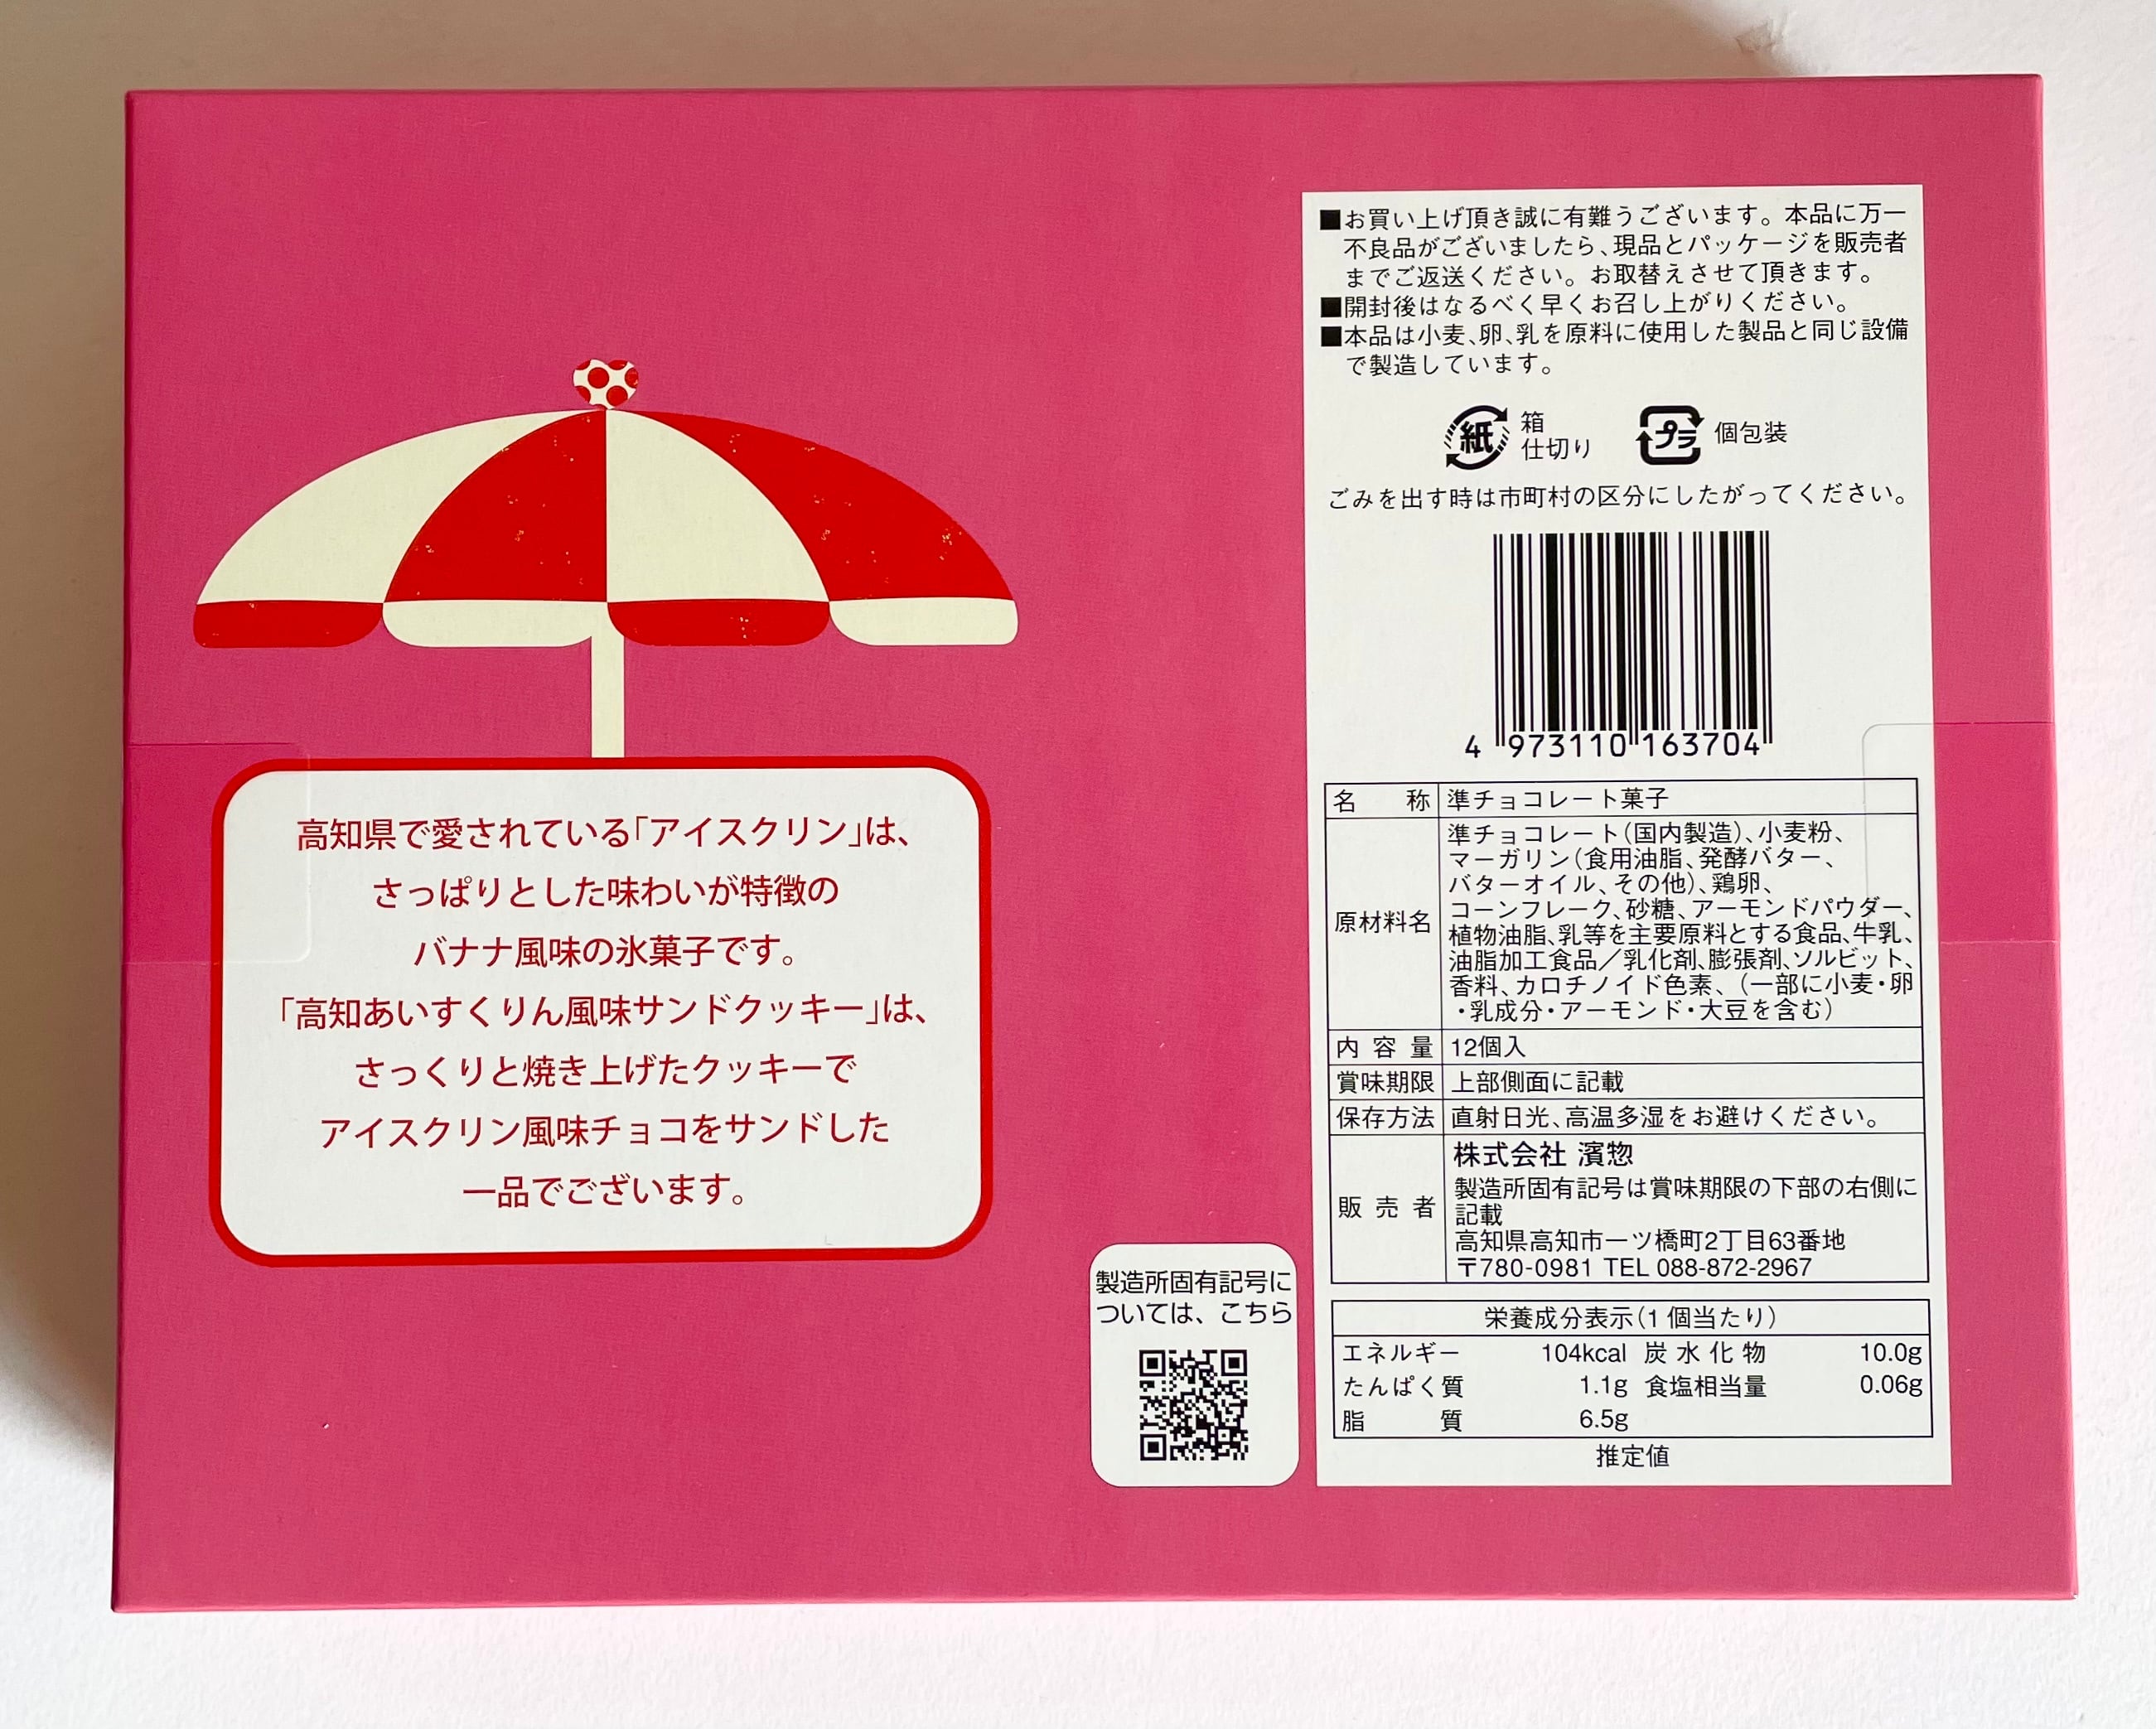 高知県で愛されている「アイスクリン」は、
さっぱりとした味わいが特徴の
バナナ風味の氷菓子です。
「高知あいすくりん風味サンドクッキー」は、
さっくりと焼き上げたクッキーで
アイスクリン風味チョコをサンドした
一品でございます。
製造所固有記号に
ついては、こちら
■お買い上げ頂き誠に有難うございます。本品に万一
不良品がございましたら、現品とパッケージを販売者
までご返送ください。お取替えさせて頂きます。
■開封後はなるべく早くお召し上がりください。
■本品は小麦、卵、乳を原料に使用した製品と同じ設備
で製造しています。
紙 箱
仕切り
プラ 個包装
ごみを出す時は市町村の区分にしたがってください。
4 973110 163704
名称 準チョコレート菓子
原材料名 準チョコレート(国内製造)、小麦粉、
マーガリン(食用油脂、発酵バター、
バターオイル、その他)、鶏卵、
コーンフレーク、砂糖、アーモンドパウダー、
植物油脂、乳等を主要原料とする食品、牛乳、
油脂加工食品/乳化剤、膨張剤、ソルビット、
香料、カロチノイド色素、(一部に小麦・卵
・乳成分・アーモンド・大豆を含む)
内容量 12個入
賞味期限 上部側面に記載
保存方法 直射日光、高温多湿をお避けください。
販売者 株式会社 濱惣
製造所固有記号は賞味期限の下部の右側に
記載
高知県高知市一ツ橋町2丁目63番地
〒780-0981 TEL 088-872-2967
栄養成分表示(1個当たり)
エネルギー 104kcal 炭水化物 10.0g
たんぱく質 1.1g 食塩相当量 0.06g
脂質 6.5g
推定値